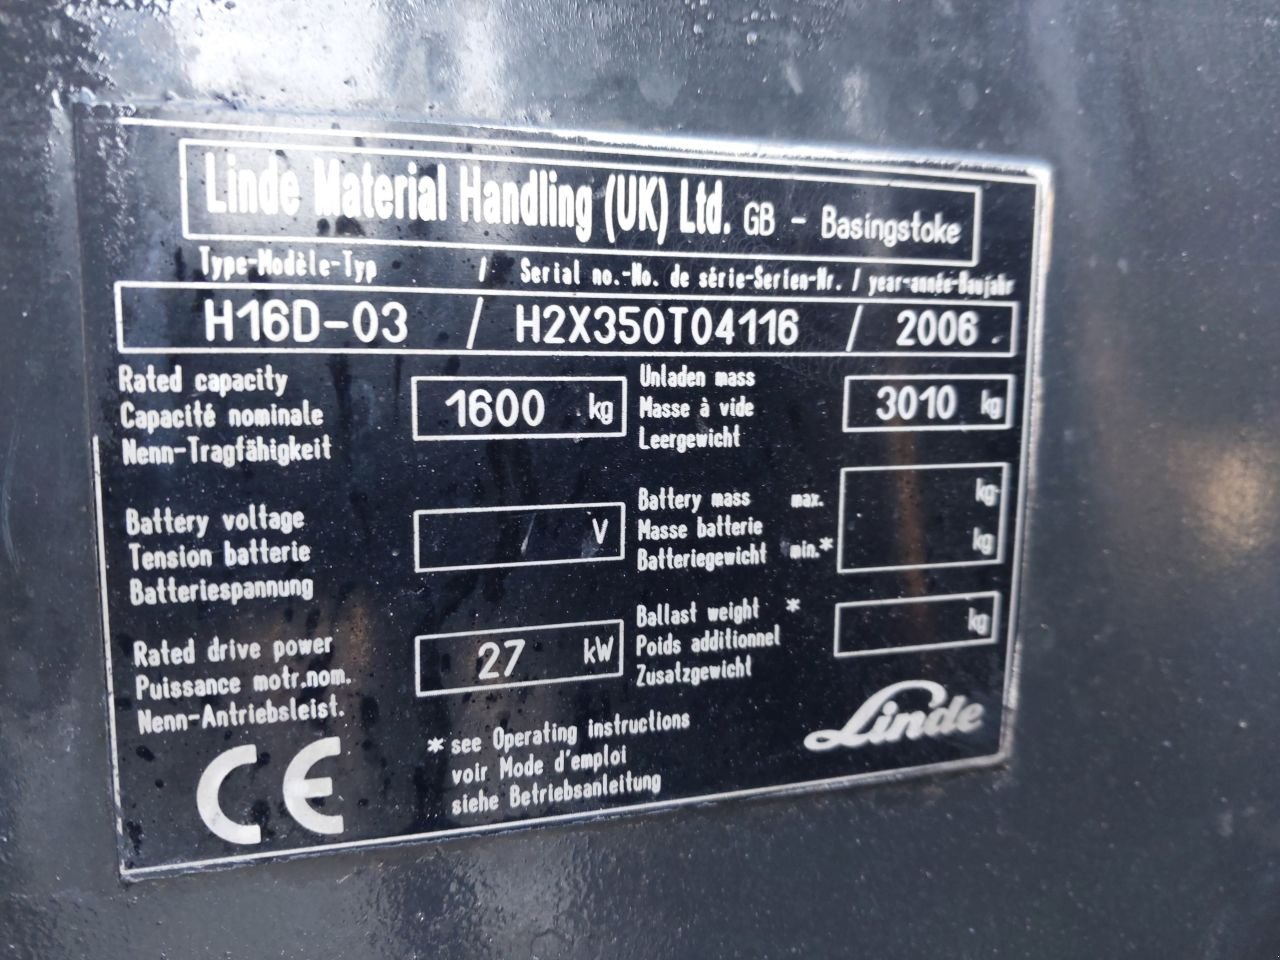 Linde Material Handling (UK) Ltd. GB - Basingstoke
Type-Modèle-Typ / Serial no.-No. de série-Serien-Nr. / year-année-Baujahr
H16D-03 / H2X350T04116 / 2006
Rated capacity
Capacité nominale
Nenn-Tragfähigkeit
1600 kg
Unladen mass
Masse à vide
Leergewicht
3010 kg
Battery voltage
Tension batterie
Batteriespannung
V
Battery mass max.
Masse batterie
Batteriegewicht min.*
kg
kg
Rated drive power
Puissance motr.nom.
Nenn-Antriebsleist.
27 kW
Ballast weight *
Poids additionnel
Zusatzgewicht
kg
CE
* see Operating instructions
voir Mode d'emploi
siehe Betriebsanleitung
Linde